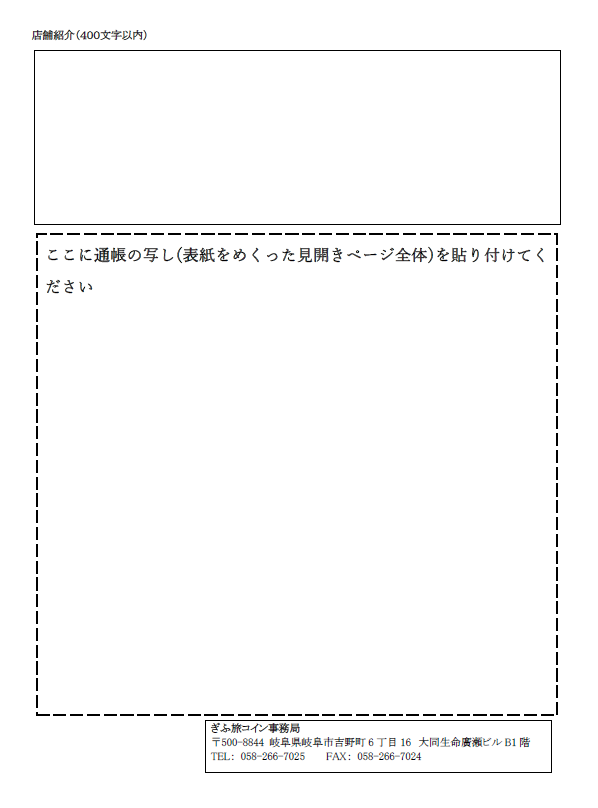 店舗紹介（400文字以内）
ここに通帳の写し(表紙をめくった見開きページ全体)を貼り付けてく
ださい
ぎふ旅コイン事務局
〒500-8844 岐阜県岐阜市吉野町6丁目16 大同生命廣瀬ビルB1階
TEL: 058-266-7025 FAX: 058-266-7024